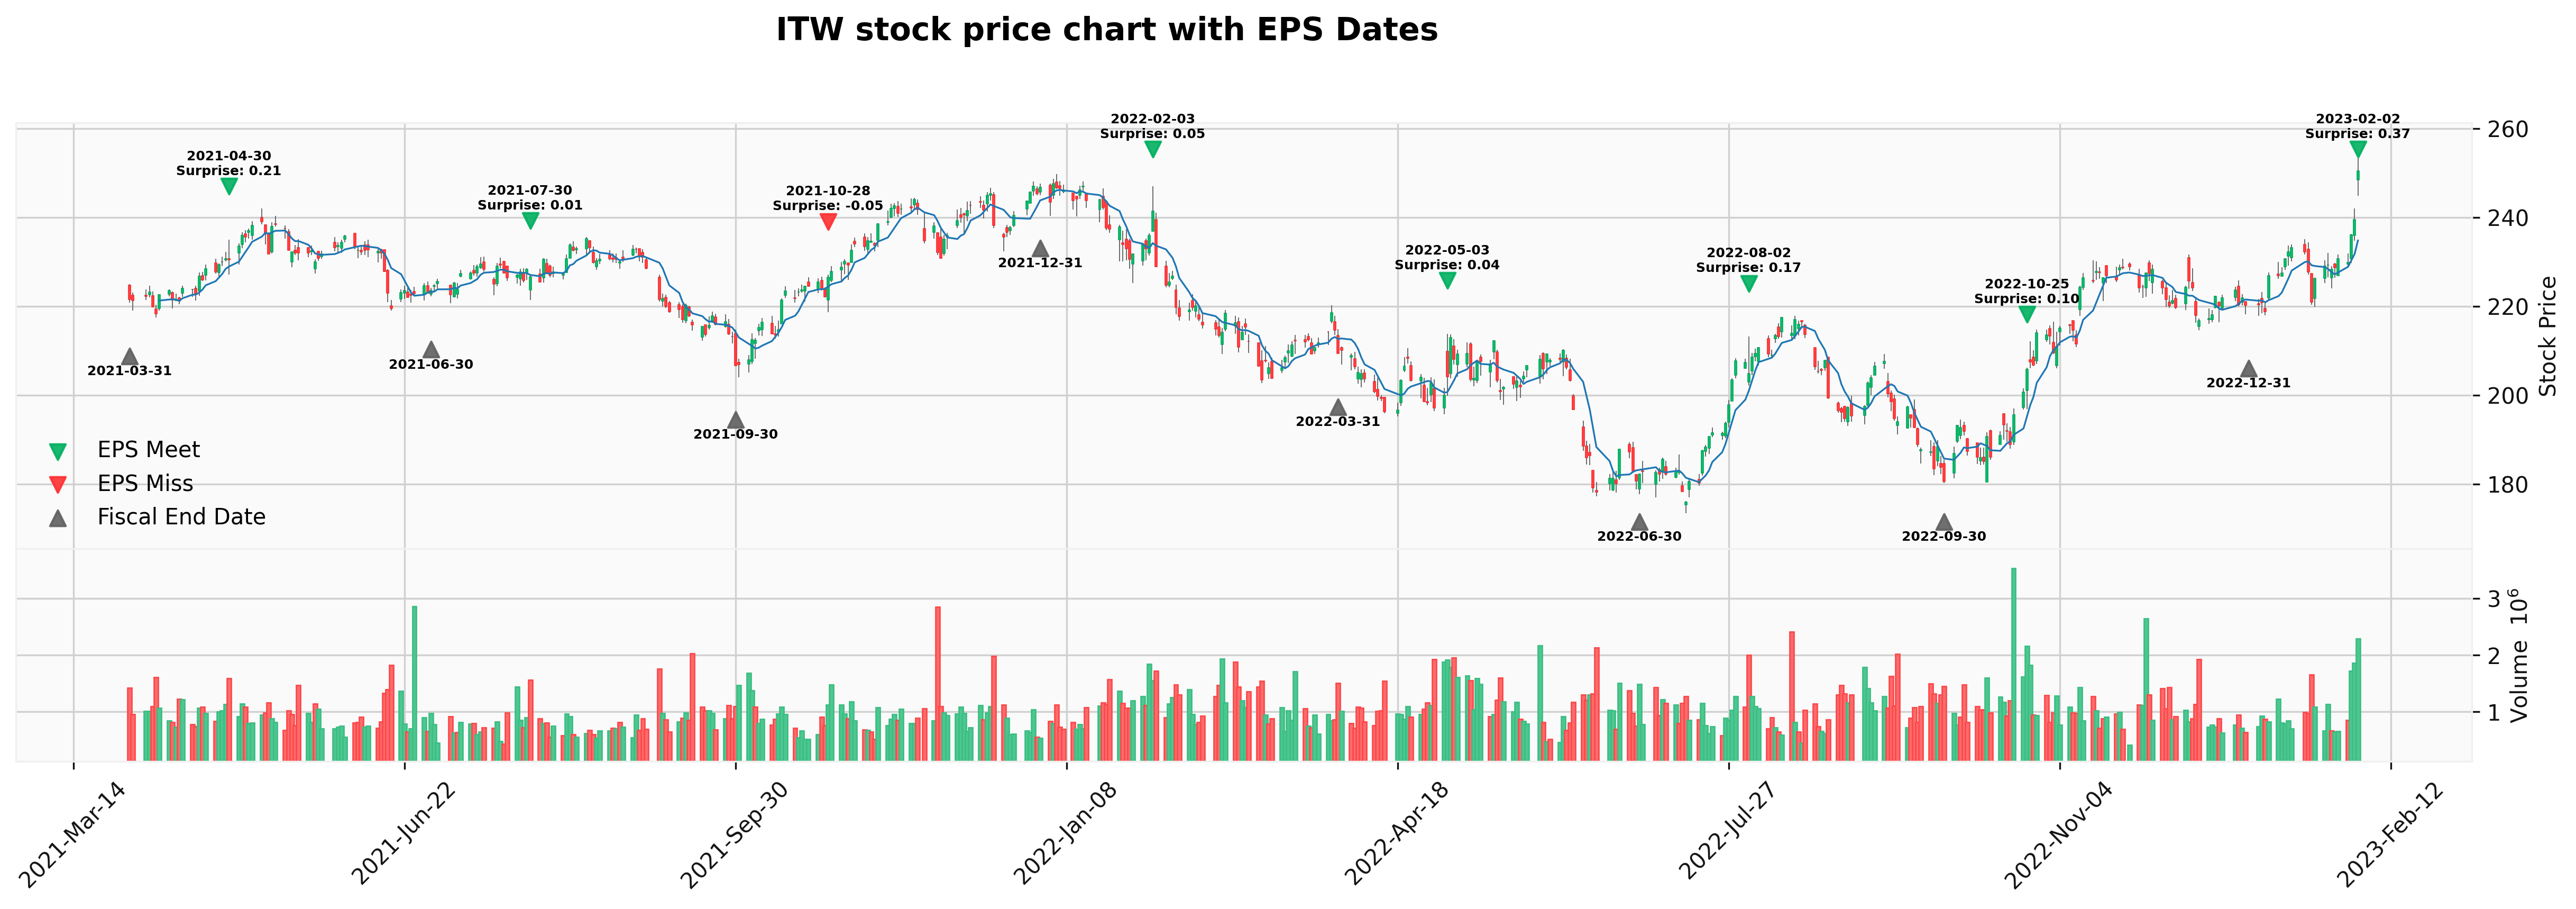 ITW stock price chart with EPS Dates
2022-02-03
Surprise: 0.05
2023-02-02
Surprise: 0.37
2021-04-30
Surprise: 0.21
2021-07-30
Surprise: 0.01
2021-10-28
Surprise: -0.05
2022-05-03
Surprise: 0.04
2022-08-02
Surprise: 0.17
2022-10-25
Surprise: 0.10
2021-03-31
2021-06-30
2021-09-30
2021-12-31
2022-03-31
2022-06-30
2022-09-30
2022-12-31
EPS Meet
EPS Miss
Fiscal End Date
260
240
220
200
180
Stock Price
3
2
1
Volume 10⁶
2021-Mar-14
2021-Jun-22
2021-Sep-30
2022-Jan-08
2022-Apr-18
2022-Jul-27
2022-Nov-04
2023-Feb-12